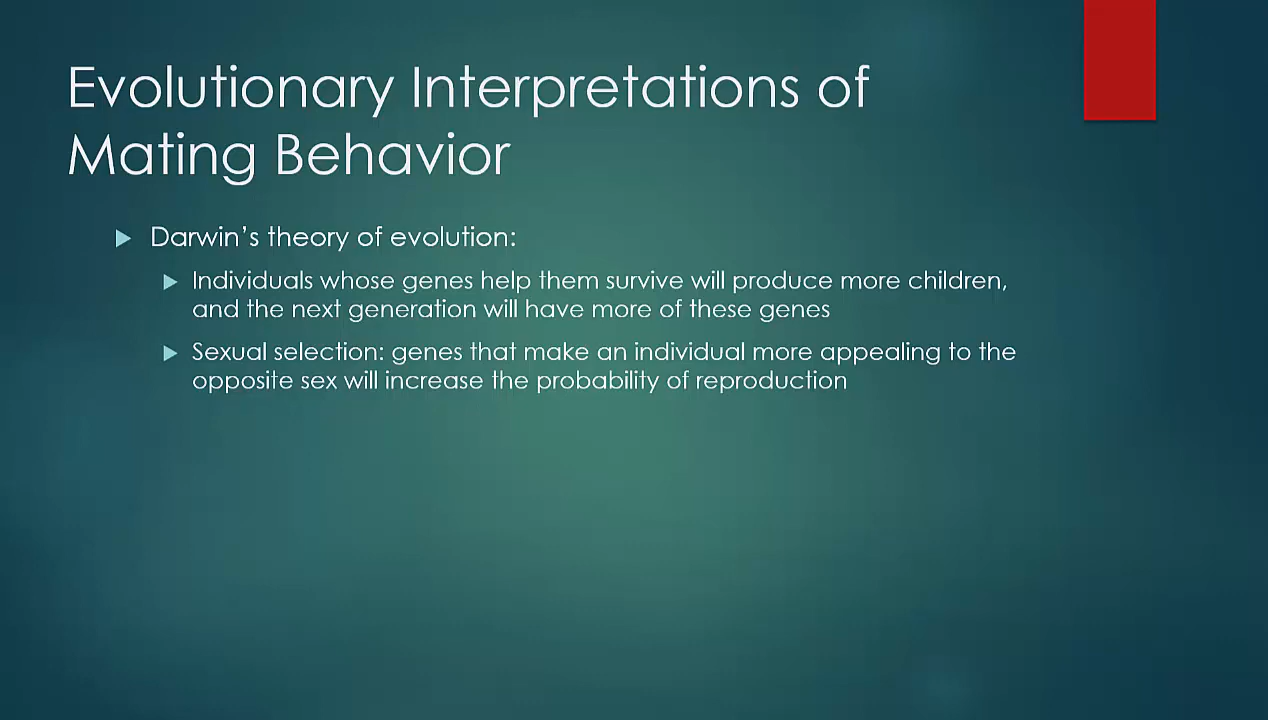 Evolutionary Interpretations of
Mating Behavior
Darwin's theory of evolution:
Individuals whose genes help them survive will produce more children,
and the next generation will have more of these genes
Sexual selection: genes that make an individual more appealing to the
opposite sex will increase the probability of reproduction